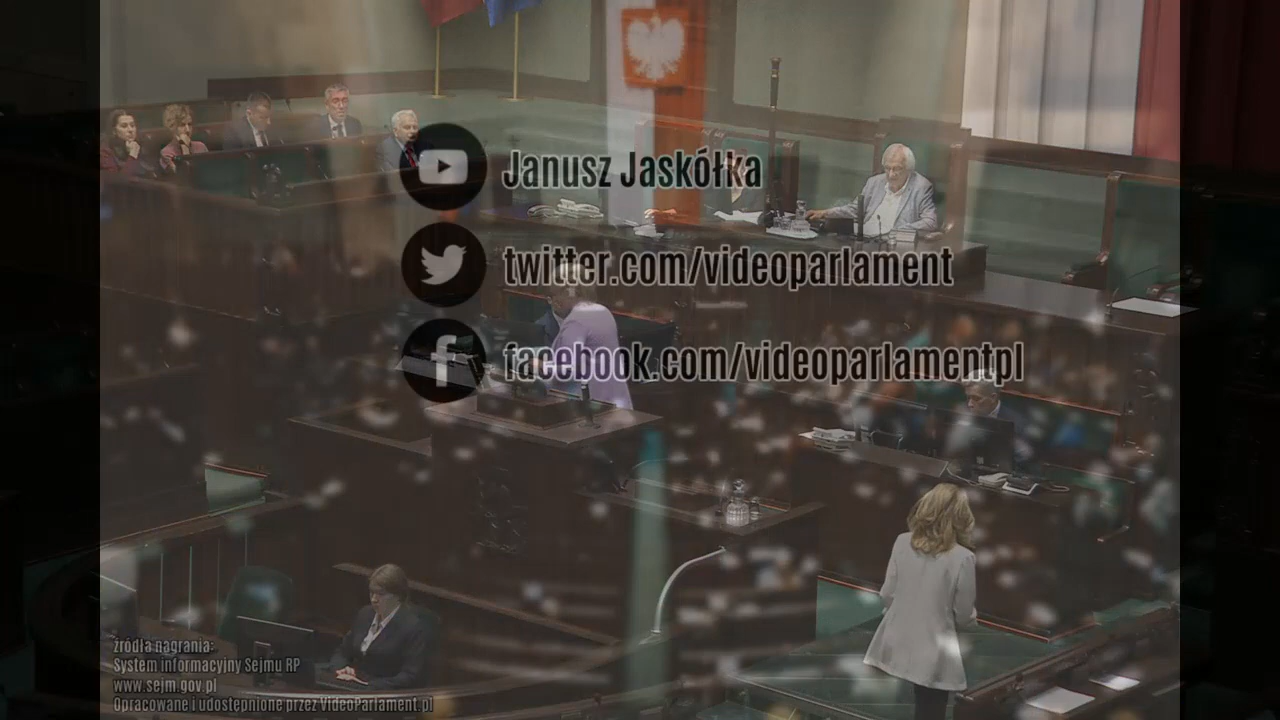 Janusz Jaskółka
twitter.com/videoparlament
facebook.com/videoparlamentpl
źródła nagrania:
System informacyjny Sejmu RP
www.sejm.gov.pl
Opracowane i udostępnione przez VideoParlament.pl